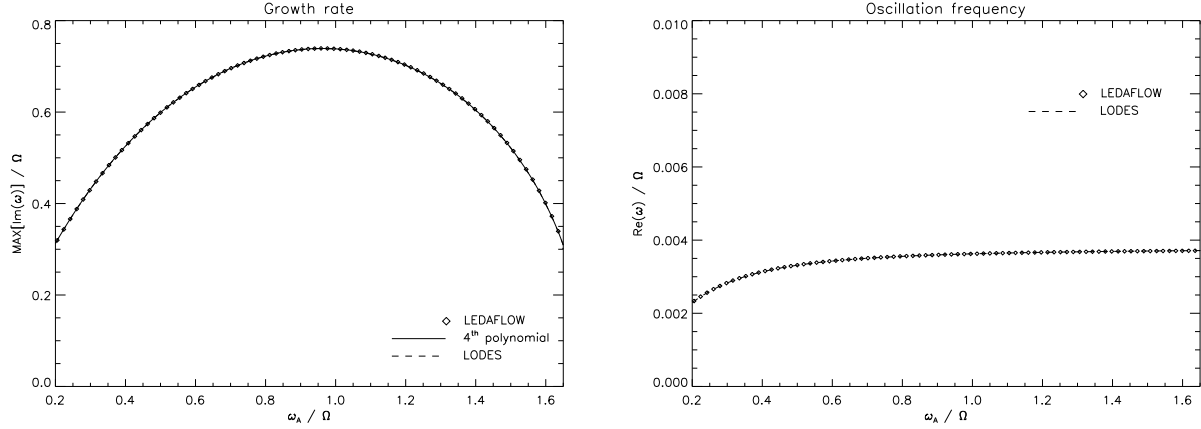 Growth rate
0.8
0.6
0.4
0.2
0.0
MAX[Im(ω)] / Ω
LEDAFLOW
4th polynomial
LODES
0.2 0.4 0.6 0.8 1.0 1.2 1.4 1.6
ωA / Ω
Oscillation frequency
0.010
0.008
0.006
0.004
0.002
0.000
Re(ω) / Ω
LEDAFLOW
LODES
0.2 0.4 0.6 0.8 1.0 1.2 1.4 1.6
ωA / Ω